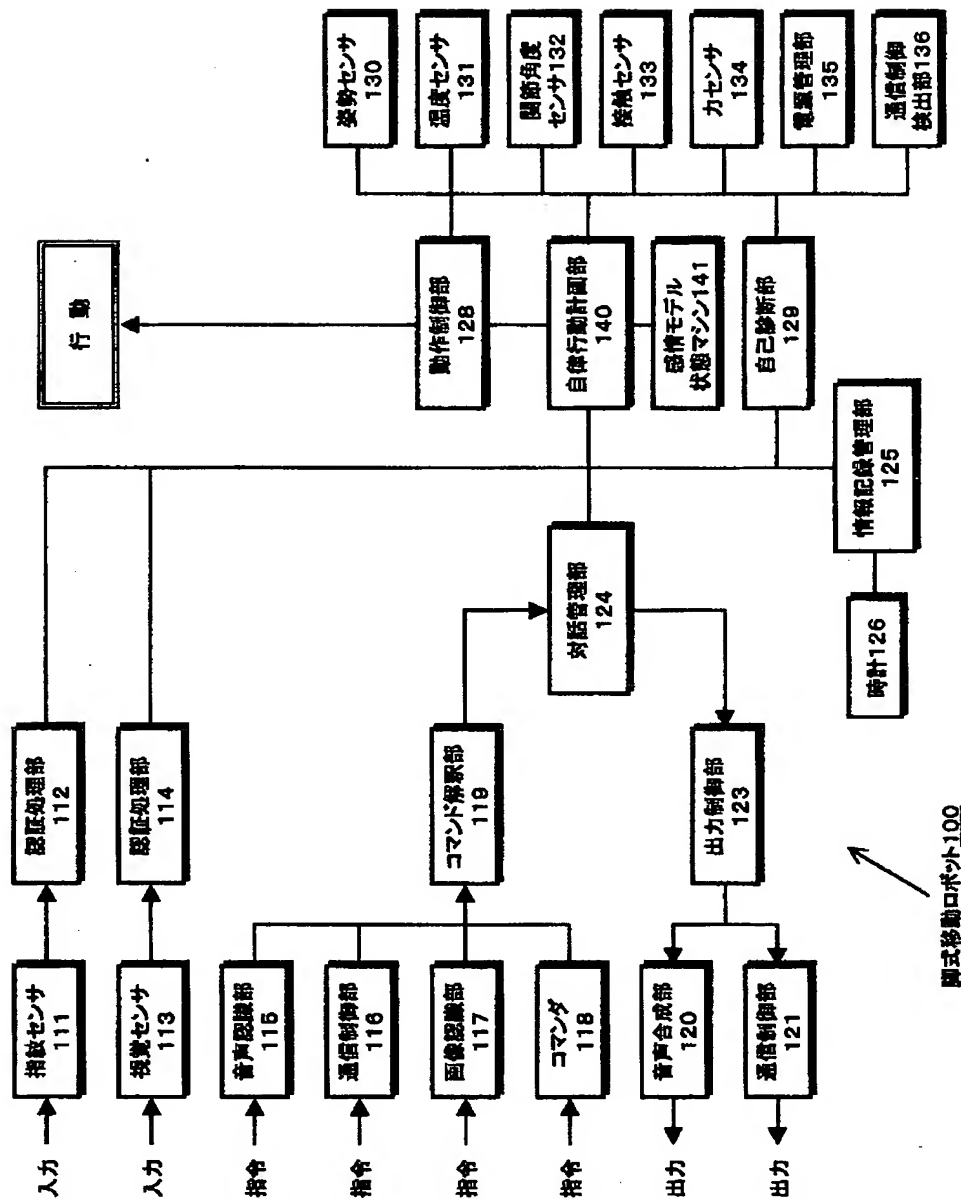 入力
指紋センサ
111
認証処理部
112
入力
視覚センサ
113
認証処理部
114
指令
音声認識部
115
指令
通信制御部
116
指令
画像認識部
117
指令
コマンダ
118
コマンド解釈部
119
出力
音声合成部
120
出力
通信制御部
121
出力制御部
123
対話管理部
124
時計126
情報記録管理部
125
行動
動作制御部
128
自律行動計画部
140
感情モデル
状態マシン141
自己診断部
129
姿勢センサ
130
温度センサ
131
関節角度
センサ132
接触センサ
133
力センサ
134
電源管理部
135
通信制御
検出部136
脚式移動ロボット100